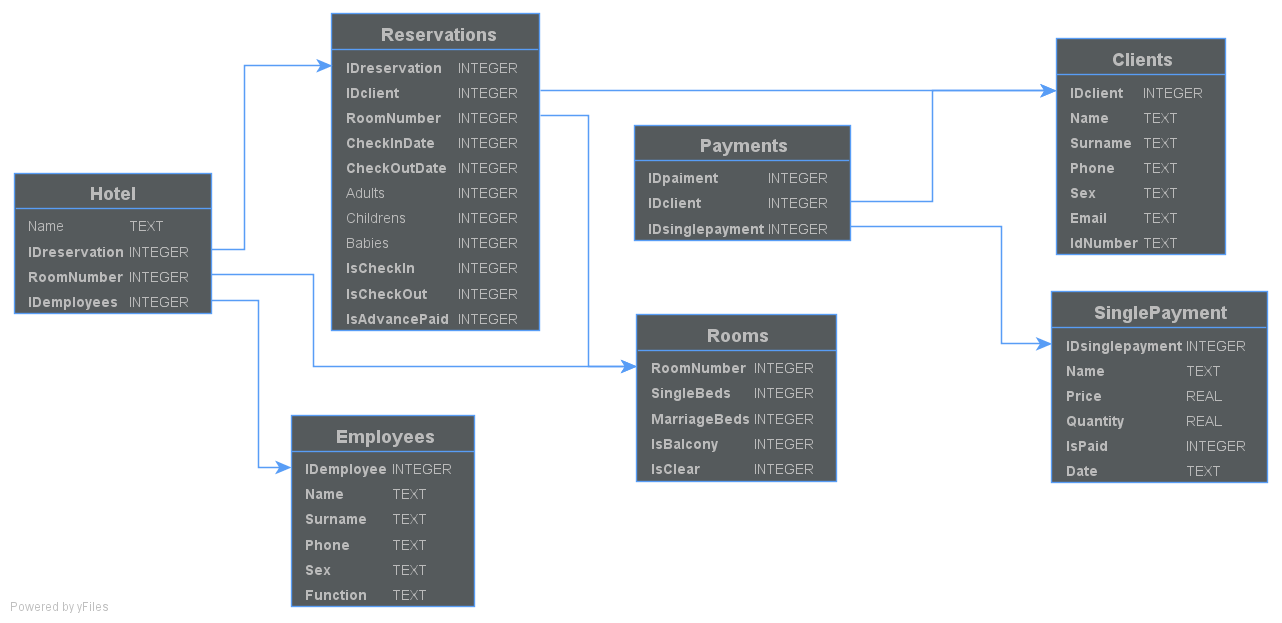 Reservations
IDreservation INTEGER
IDclient INTEGER
RoomNumber INTEGER
CheckInDate INTEGER
CheckOutDate INTEGER
Adults INTEGER
Childrens INTEGER
Babies INTEGER
IsCheckIn INTEGER
IsCheckOut INTEGER
IsAdvancePaid INTEGER
Clients
IDclient INTEGER
Name TEXT
Surname TEXT
Phone TEXT
Sex TEXT
Email TEXT
IdNumber TEXT
Payments
IDpaiment INTEGER
IDclient INTEGER
IDsinglepayment INTEGER
Hotel
Name TEXT
IDreservation INTEGER
RoomNumber INTEGER
IDemployees INTEGER
SinglePayment
IDsinglepayment INTEGER
Name TEXT
Price REAL
Quantity REAL
IsPaid INTEGER
Date TEXT
Rooms
RoomNumber INTEGER
SingleBeds INTEGER
MarriageBeds INTEGER
IsBalcony INTEGER
IsClear INTEGER
Employees
IDemployee INTEGER
Name TEXT
Surname TEXT
Phone TEXT
Sex TEXT
Function TEXT
Powered by yFiles